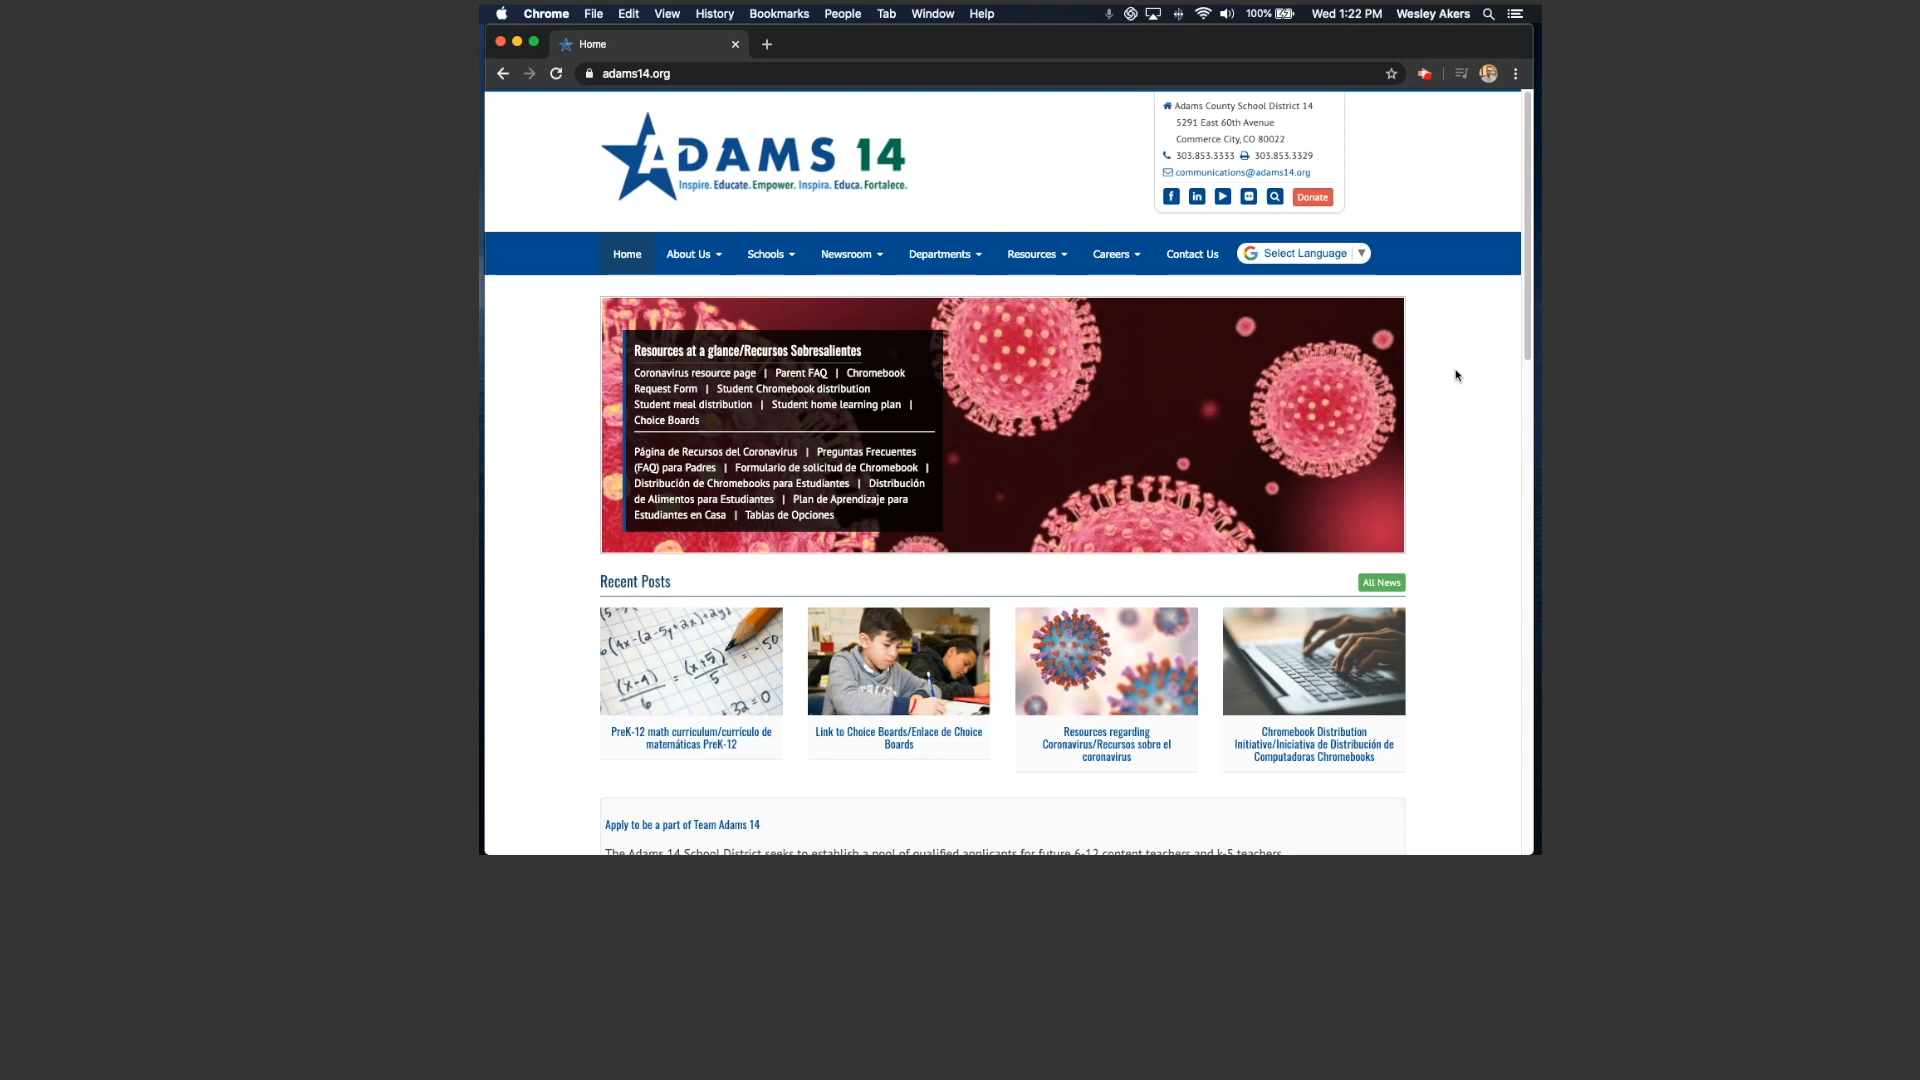 Chrome File Edit View History Bookmarks People Tab Window Help 100% Wed 1:22 PM Wesley Akers
Home
adams14.org
ADAMS 14
Inspire. Educate. Empower. Inspira. Educa. Fortalece.
Adams County School District 14
5291 East 60th Avenue
Commerce City, CO 80022
303.853.3333 303.853.3329
communications@adams14.org
Donate
Home About Us Schools Newsroom Departments Resources Careers Contact Us Select Language
Resources at a glance/Recursos Sobresalientes
Coronavirus resource page | Parent FAQ | Chromebook
Request Form | Student Chromebook distribution
Student meal distribution | Student home learning plan |
Choice Boards
Página de Recursos del Coronavirus | Preguntas Frecuentes
(FAQ) para Padres | Formulario de solicitud de Chromebook |
Distribución de Chromebooks para Estudiantes | Distribución
de Alimentos para Estudiantes | Plan de Aprendizaje para
Estudiantes en Casa | Tablas de Opciones
Recent Posts
All News
PreK-12 math curriculum/currículo de
matemáticas PreK-12
Link to Choice Boards/Enlace de Choice
Boards
Resources regarding
Coronavirus/Recursos sobre el
coronavirus
Chromebook Distribution
Initiative/Iniciativa de Distribución de
Computadoras Chromebooks
Apply to be a part of Team Adams 14
The Adams 14 School District seeks to establish a pool of qualified applicants for future 6-12 content teachers and k-5 teachers